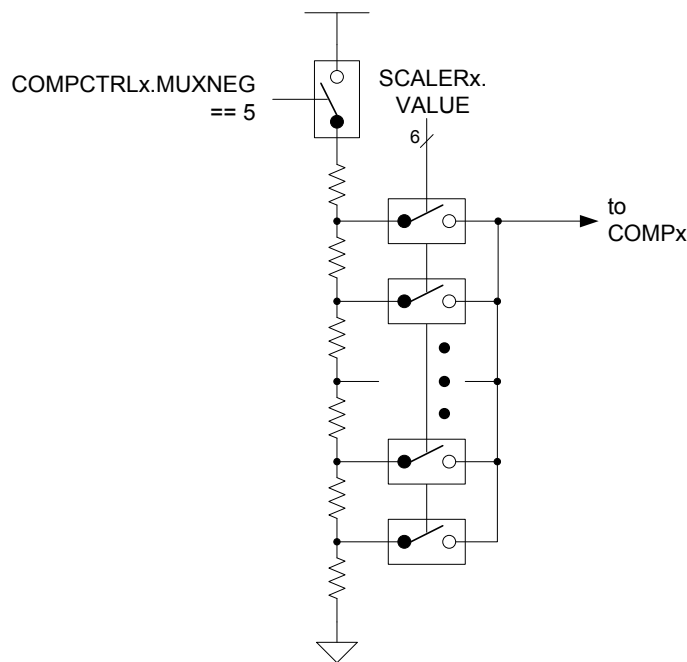 COMPCTRLx.MUXNEG
== 5
SCALERx.
VALUE
6
to
COMPx